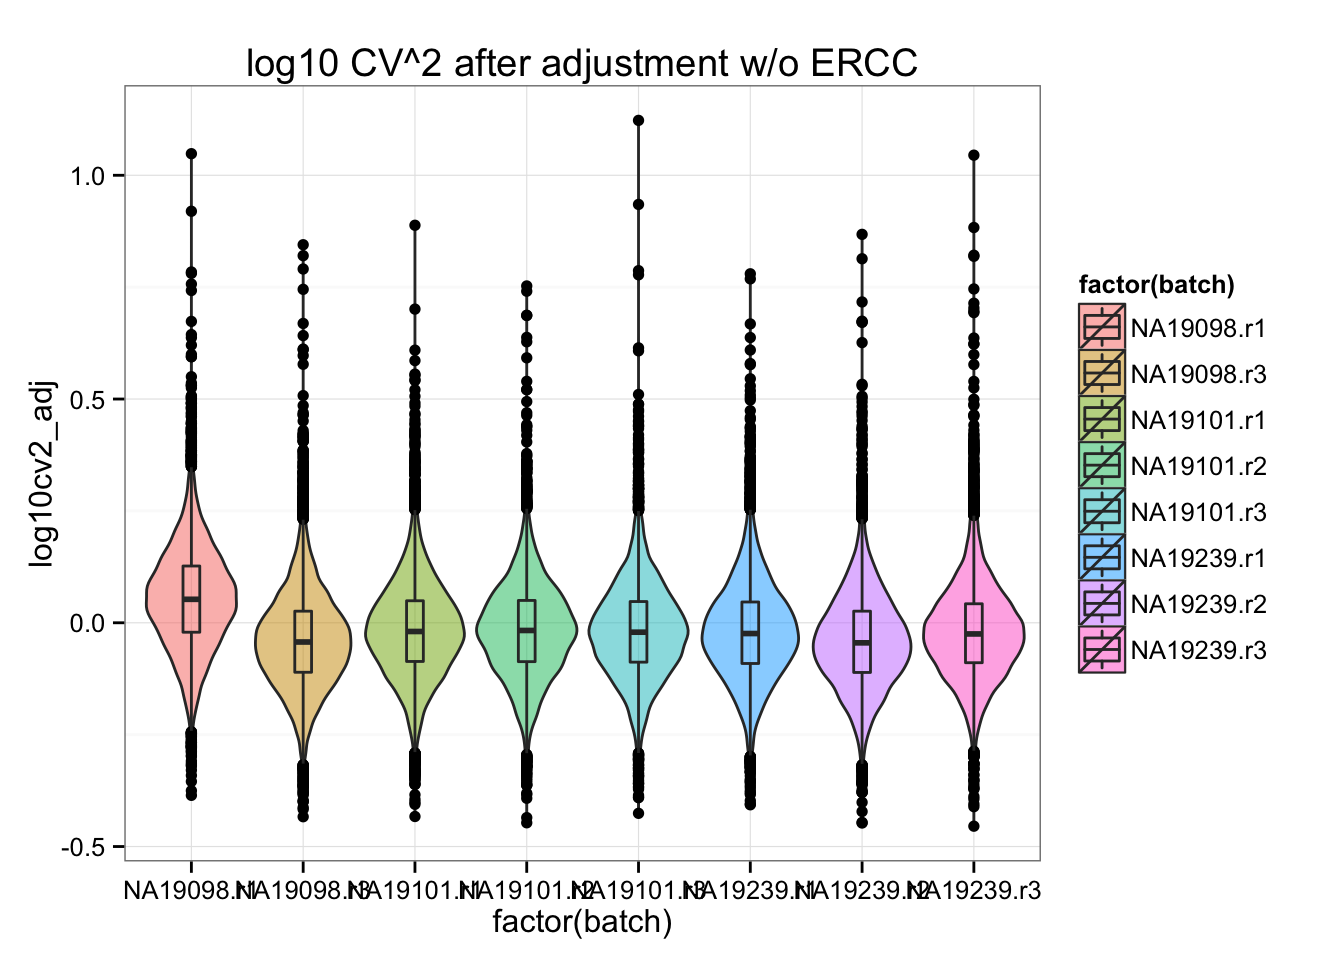 log10 CV^2 after adjustment w/o ERCC
log10cv2_adj
1.0
0.5
0.0
-0.5
NA19098.r1 NA19098.r3 NA19101.r1 NA19101.r2 NA19101.r3 NA19239.r1 NA19239.r2 NA19239.r3
factor(batch)
factor(batch)
NA19098.r1
NA19098.r3
NA19101.r1
NA19101.r2
NA19101.r3
NA19239.r1
NA19239.r2
NA19239.r3